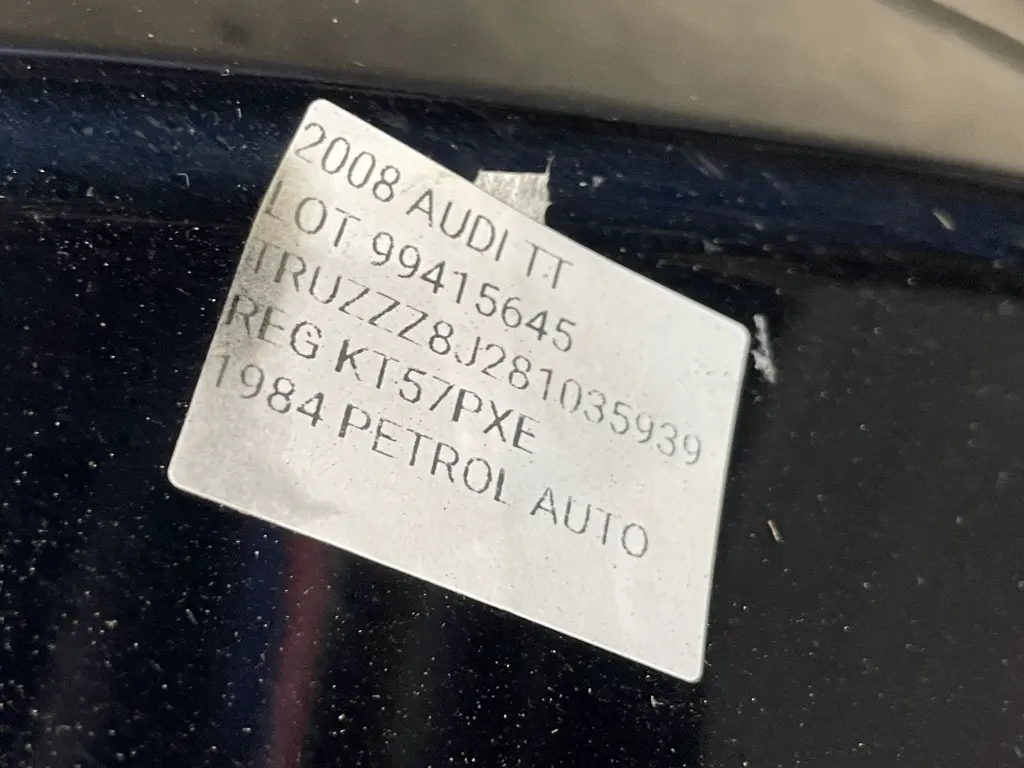 2008 AUDI TT
LOT 99415645
TRUZZZ8J281035939
REG KT57PXE
1984 PETROL AUTO